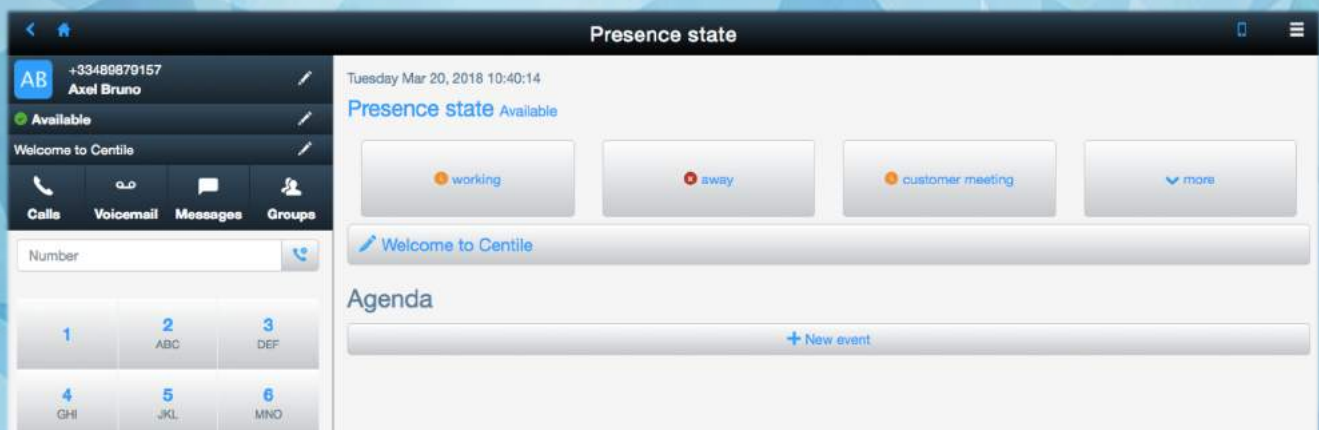 Presence state
AB
+33489879157
Axel Bruno
Available
Welcome to Centile
Calls Voicemail Messages Groups
Number
1 2 3
ABC DEF
4 5 6
GHI JKL MNO
Tuesday Mar 20, 2018 10:40:14
Presence state Available
working away customer meeting more
Welcome to Centile
Agenda
New event